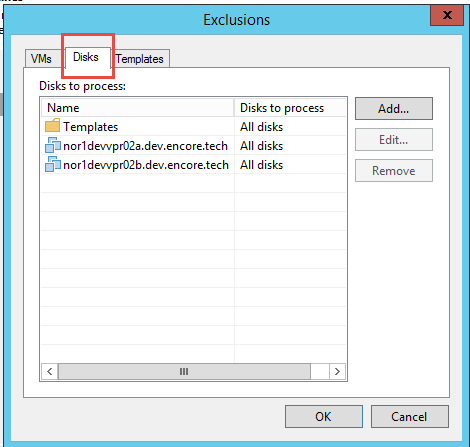 Exclusions
VMs Disks Templates
Disks to process:
Name Disks to process
Templates All disks
nor1devvpr02a.dev.encore.tech All disks
nor1devvpr02b.dev.encore.tech All disks
Add...
Edit...
Remove
OK Cancel